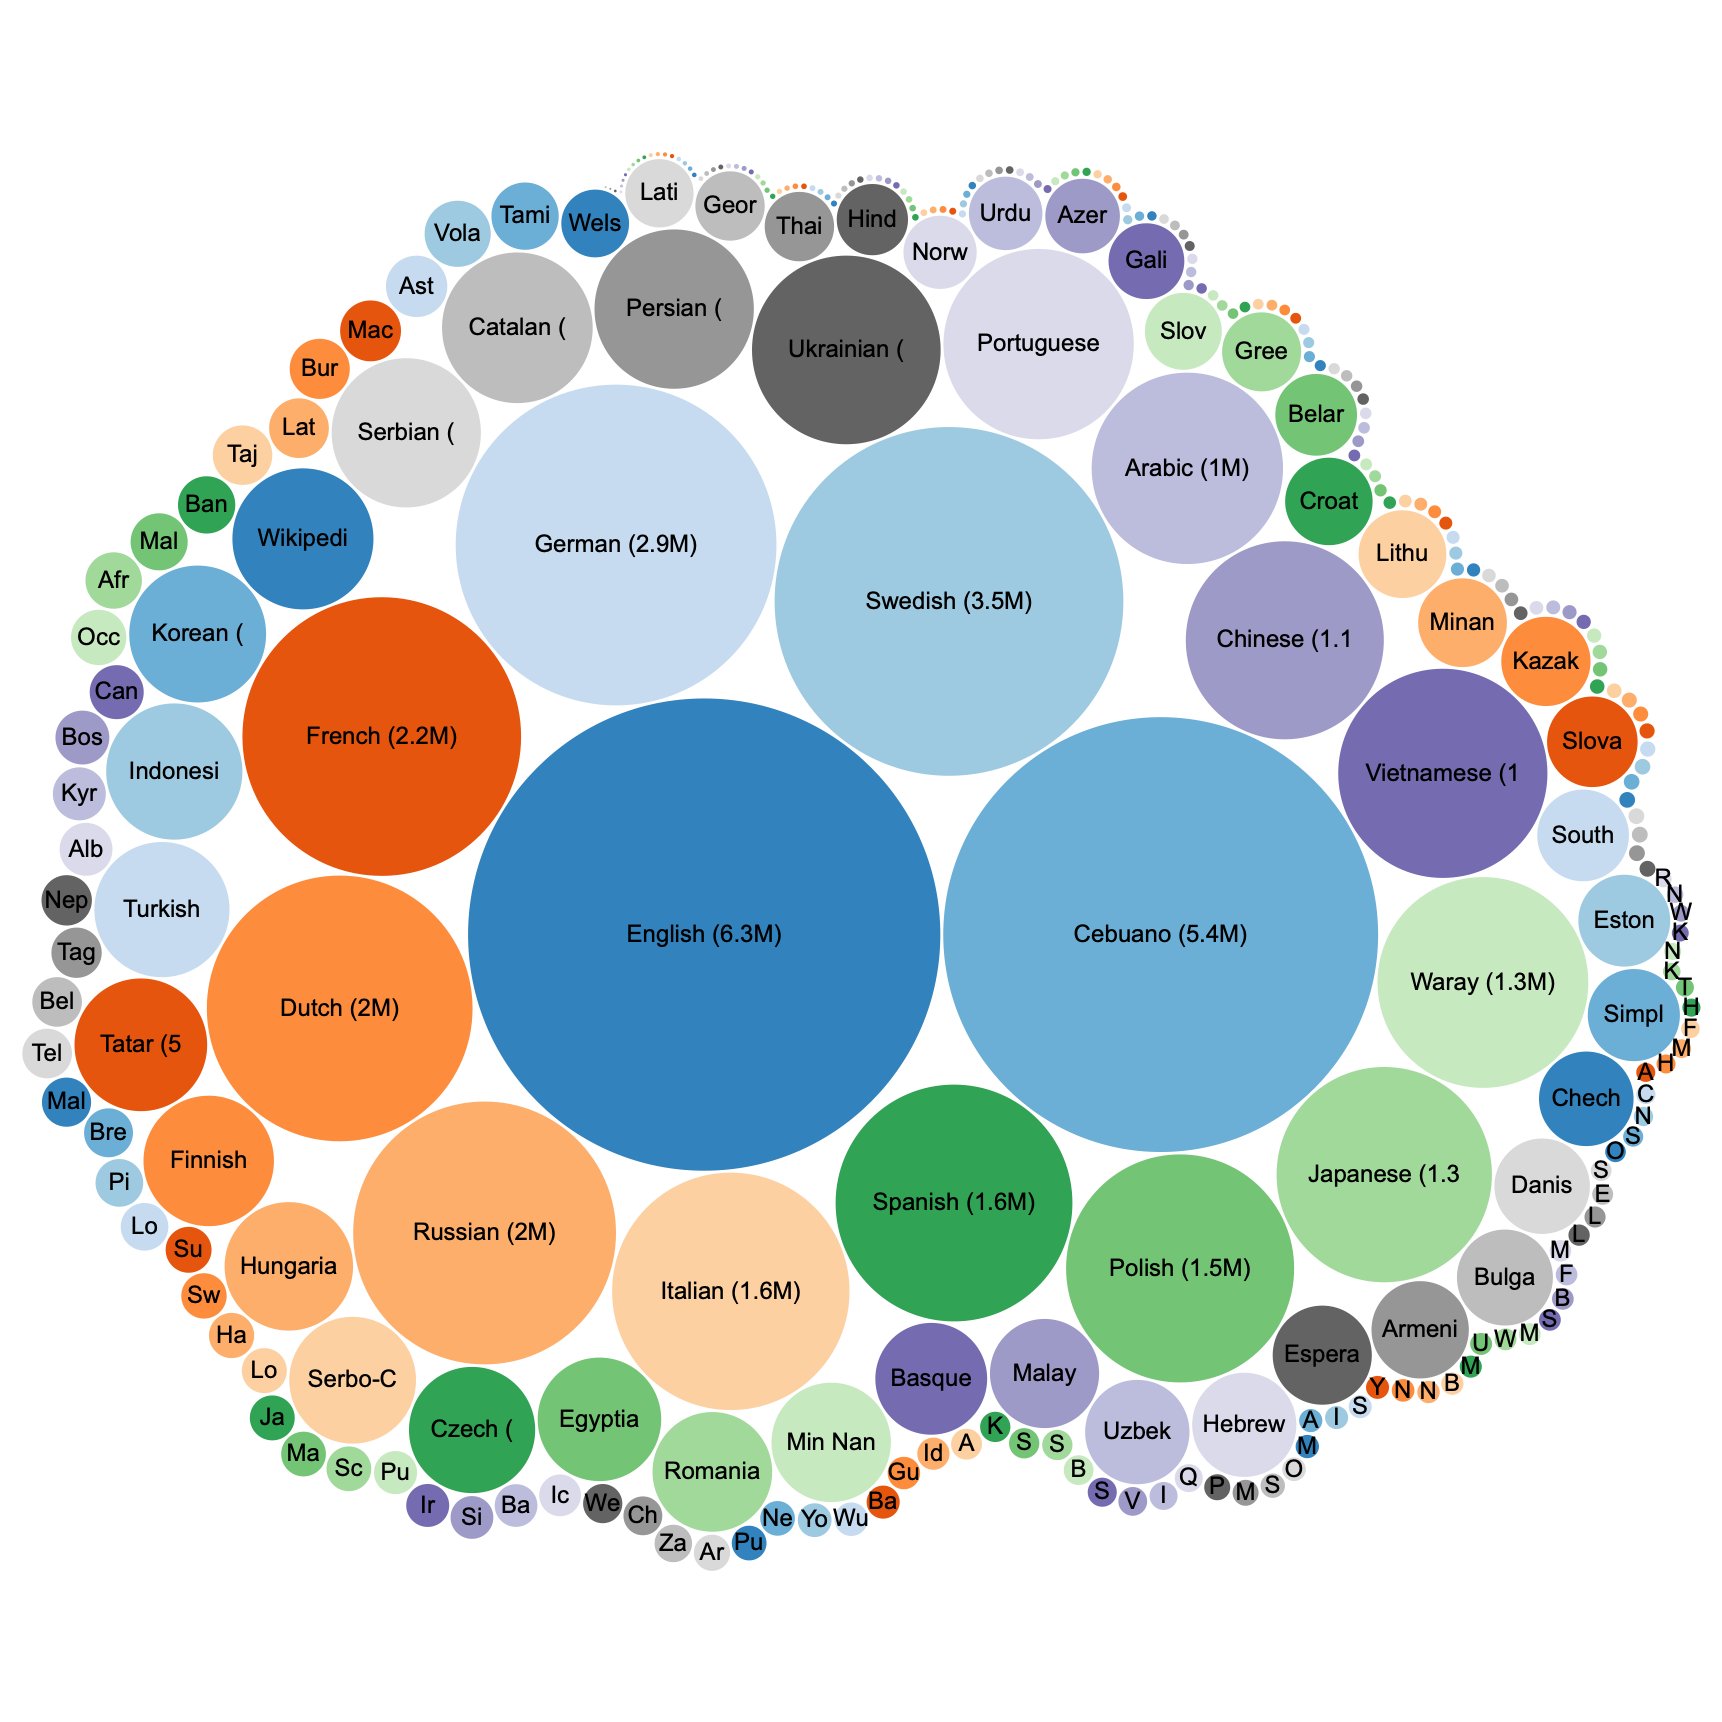 Lati
Geor
Thai
Hind
Wels
Tami
Vola
Norw
Urdu
Azer
Gali
Ast
Mac
Bur
Lat
Taj
Ban
Mal
Afr
Occ
Can
Bos
Kyr
Alb
Nep
Tag
Bel
Tel
Mal
Bre
Pi
Lo
Su
Sw
Ha
Lo
Ja
Ma
Sc
Pu
Ir
Si
Ba
Ic
We
Ch
Za
Ar
Pu
Ne
Yo
Wu
Ba
Gu
Id
A
K
S
S
B
S
V
I
Q
P
M
S
O
M
A
I
S
Y
N
N
B
M
U
W
M
S
B
F
M
L
L
E
S
O
S
N
C
A
H
M
F
H
T
K
N
K
W
N
R
Catalan (
Persian (
Ukrainian (
Portuguese
Slov
Gree
Belar
Croat
Lithu
Minan
Kazak
Slova
South
Eston
Simpl
Chech
Danis
Bulga
Armeni
Espera
Hebrew
Uzbek
Malay
Basque
Min Nan
Romania
Egyptia
Czech (
Serbo-C
Hungaria
Finnish
Tatar (5
Turkish
Indonesi
Korean (
Wikipedi
Serbian (
German (2.9M)
Swedish (3.5M)
Arabic (1M)
Chinese (1.1
Vietnamese (1
Waray (1.3M)
Japanese (1.3
Polish (1.5M)
Spanish (1.6M)
Italian (1.6M)
Russian (2M)
Dutch (2M)
French (2.2M)
English (6.3M)
Cebuano (5.4M)